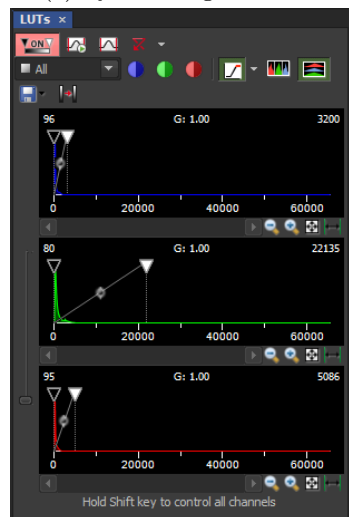 LUTs ×
ON
All
96 G: 1.00 3200
0 20000 40000 60000
80 G: 1.00 22135
0 20000 40000 60000
95 G: 1.00 5086
0 20000 40000 60000
Hold Shift key to control all channels